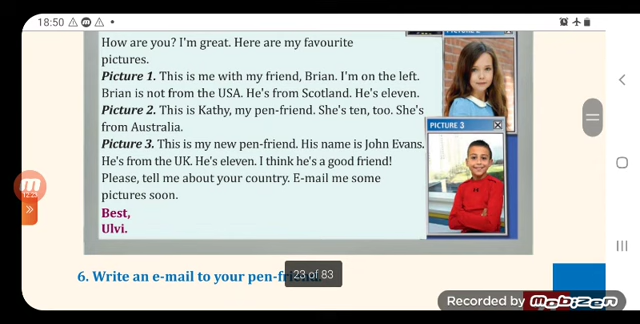 18:50
PICTURE 2
How are you? I'm great. Here are my favourite
pictures.
Picture 1. This is me with my friend, Brian. I'm on the left.
Brian is not from the USA. He's from Scotland. He's eleven.
Picture 2. This is Kathy, my pen-friend. She's ten, too. She's
from Australia.
PICTURE 3
Picture 3. This is my new pen-friend. His name is John Evans.
He's from the UK. He's eleven. I think he's a good friend!
Please, tell me about your country. E-mail me some
pictures soon.
Best,
Ulvi.
6. Write an e-mail to your pen-friend.
23 of 83
Recorded by mobizen